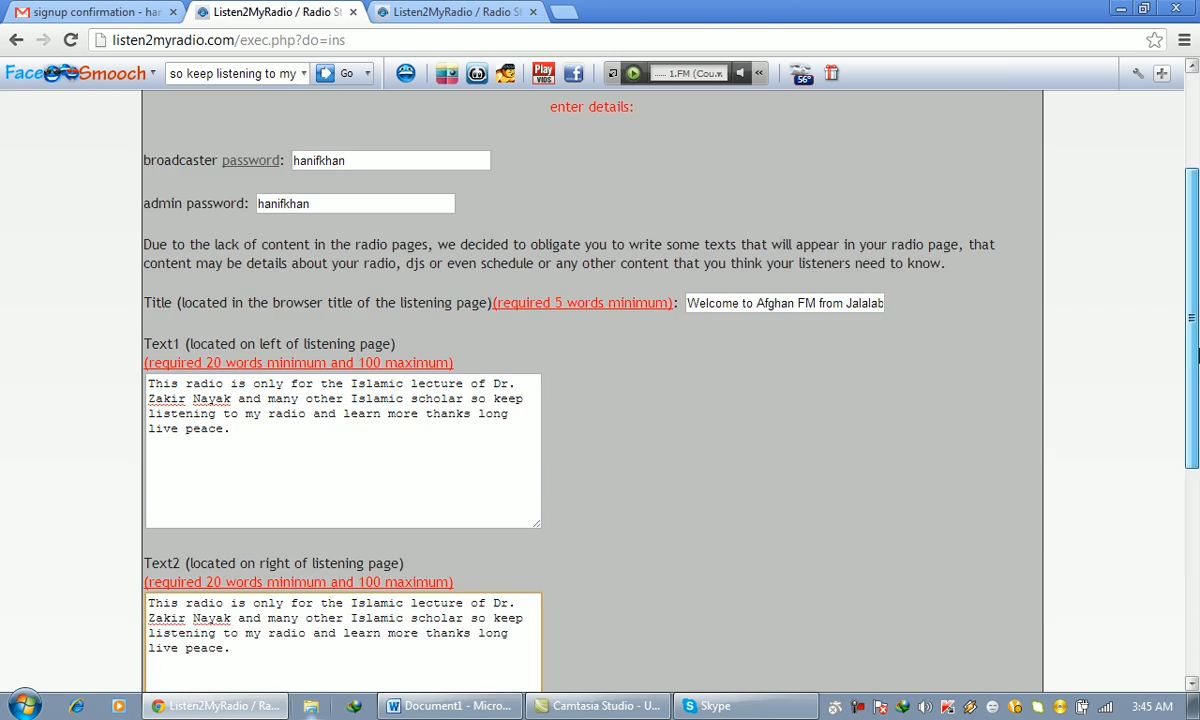 signup confirmation - har
Listen2MyRadio / Radio St
Listen2MyRadio / Radio St
listen2myradio.com/exec.php?do=ins
FaceSmooch
so keep listening to my
Go
Play VIDS
..... 1.FM (Cou.v
56°
enter details:
broadcaster password: hanifkhan
admin password: hanifkhan
Due to the lack of content in the radio pages, we decided to obligate you to write some texts that will appear in your radio page, that
content may be details about your radio, djs or even schedule or any other content that you think your listeners need to know.
Title (located in the browser title of the listening page)(required 5 words minimum): Welcome to Afghan FM from Jalalab
Text1 (located on left of listening page)
(required 20 words minimum and 100 maximum)
This radio is only for the Islamic lecture of Dr.
Zakir Nayak and many other Islamic scholar so keep
listening to my radio and learn more thanks long
live peace.
Text2 (located on right of listening page)
(required 20 words minimum and 100 maximum)
This radio is only for the Islamic lecture of Dr.
Zakir Nayak and many other Islamic scholar so keep
listening to my radio and learn more thanks long
live peace.
Listen2MyRadio / Ra...
Document1 - Micro...
Camtasia Studio - U...
Skype
3:45 AM